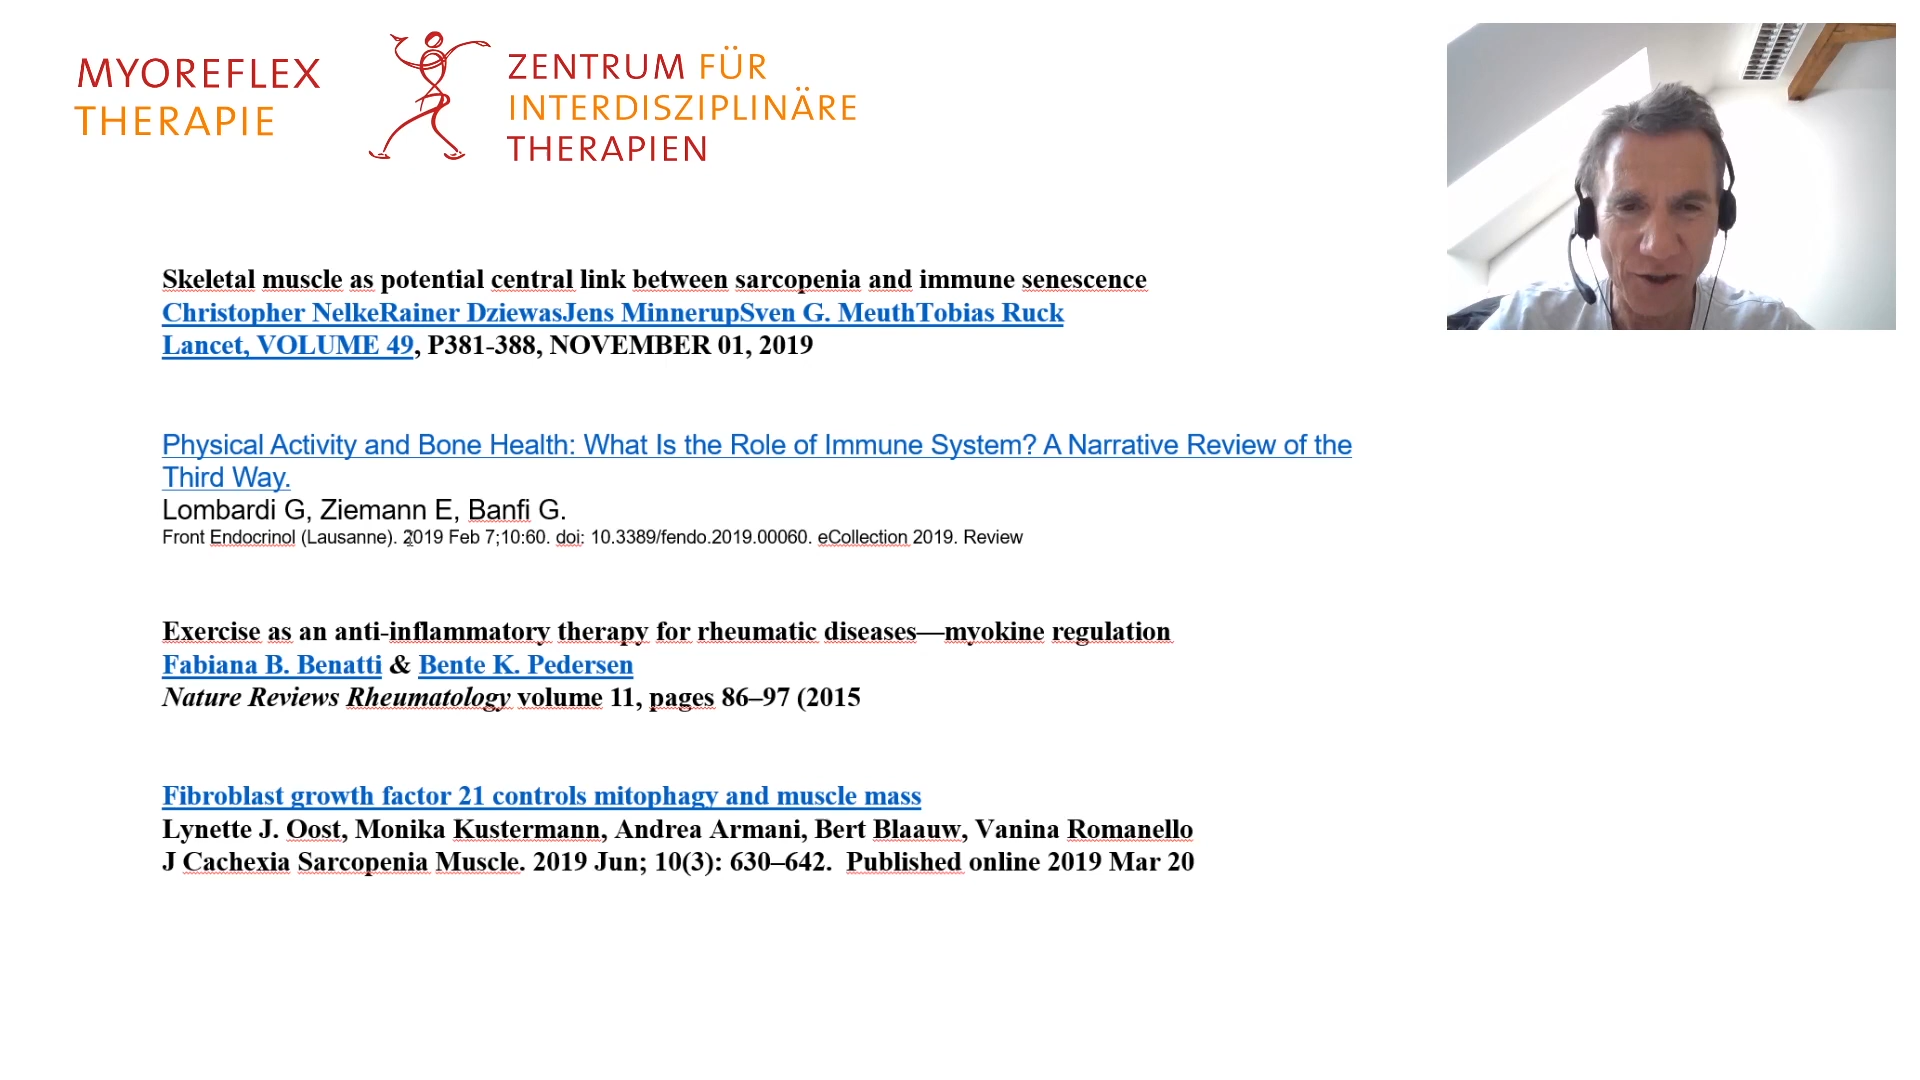 MYOREFLEX
THERAPIE
ZENTRUM FÜR
INTERDISZIPLINÄRE
THERAPIEN
Skeletal muscle as potential central link between sarcopenia and immune senescence
Christopher NelkeRainer DziewasJens MinnerupSven G. MeuthTobias Ruck
Lancet, VOLUME 49, P381-388, NOVEMBER 01, 2019
Physical Activity and Bone Health: What Is the Role of Immune System? A Narrative Review of the
Third Way.
Lombardi G, Ziemann E, Banfi G.
Front Endocrinol (Lausanne). 2019 Feb 7;10:60. doi: 10.3389/fendo.2019.00060. eCollection 2019. Review
Exercise as an anti-inflammatory therapy for rheumatic diseases—myokine regulation
Fabiana B. Benatti & Bente K. Pedersen
Nature Reviews Rheumatology volume 11, pages 86–97 (2015
Fibroblast growth factor 21 controls mitophagy and muscle mass
Lynette J. Oost, Monika Kustermann, Andrea Armani, Bert Blaauw, Vanina Romanello
J Cachexia Sarcopenia Muscle. 2019 Jun; 10(3): 630–642.  Published online 2019 Mar 20